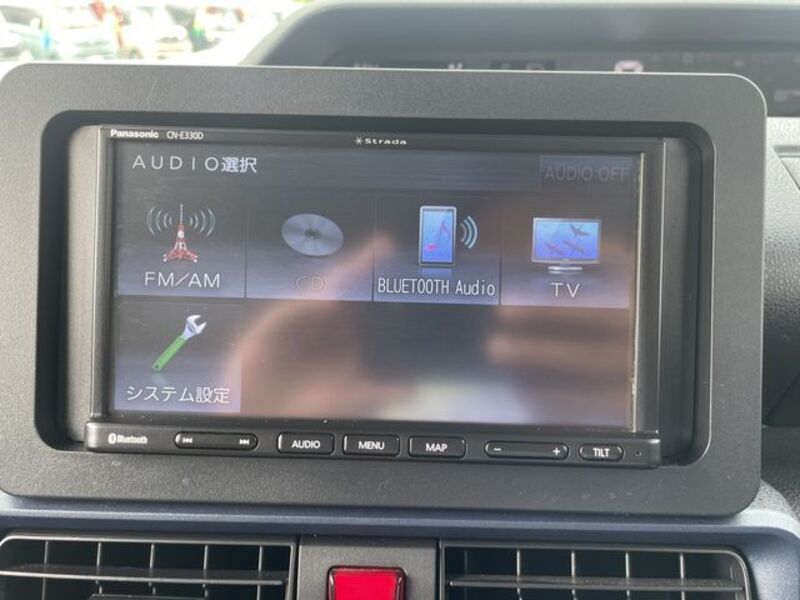 Panasonic CN-E330D
Strada
AUDIO選択
AUDIO OFF
FM/AM
CD
BLUETOOTH Audio
TV
システム設定
Bluetooth
AUDIO
MENU
MAP
− +
TILT